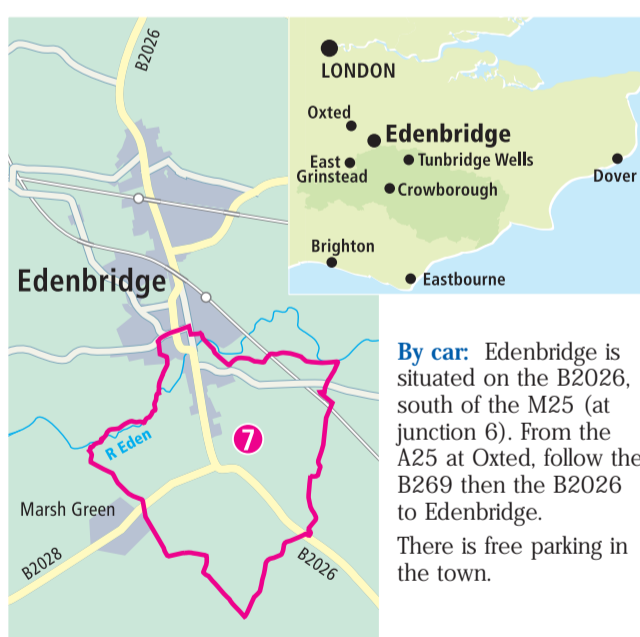 B2026
Edenbridge
7
R Eden
Marsh Green
B2028
B2026
LONDON
Oxted
Edenbridge
East
Grinstead
Tunbridge Wells
Crowborough
Dover
Brighton
Eastbourne
By car: Edenbridge is
situated on the B2026,
south of the M25 (at
junction 6). From the
A25 at Oxted, follow the
B269 then the B2026
to Edenbridge.
There is free parking in
the town.